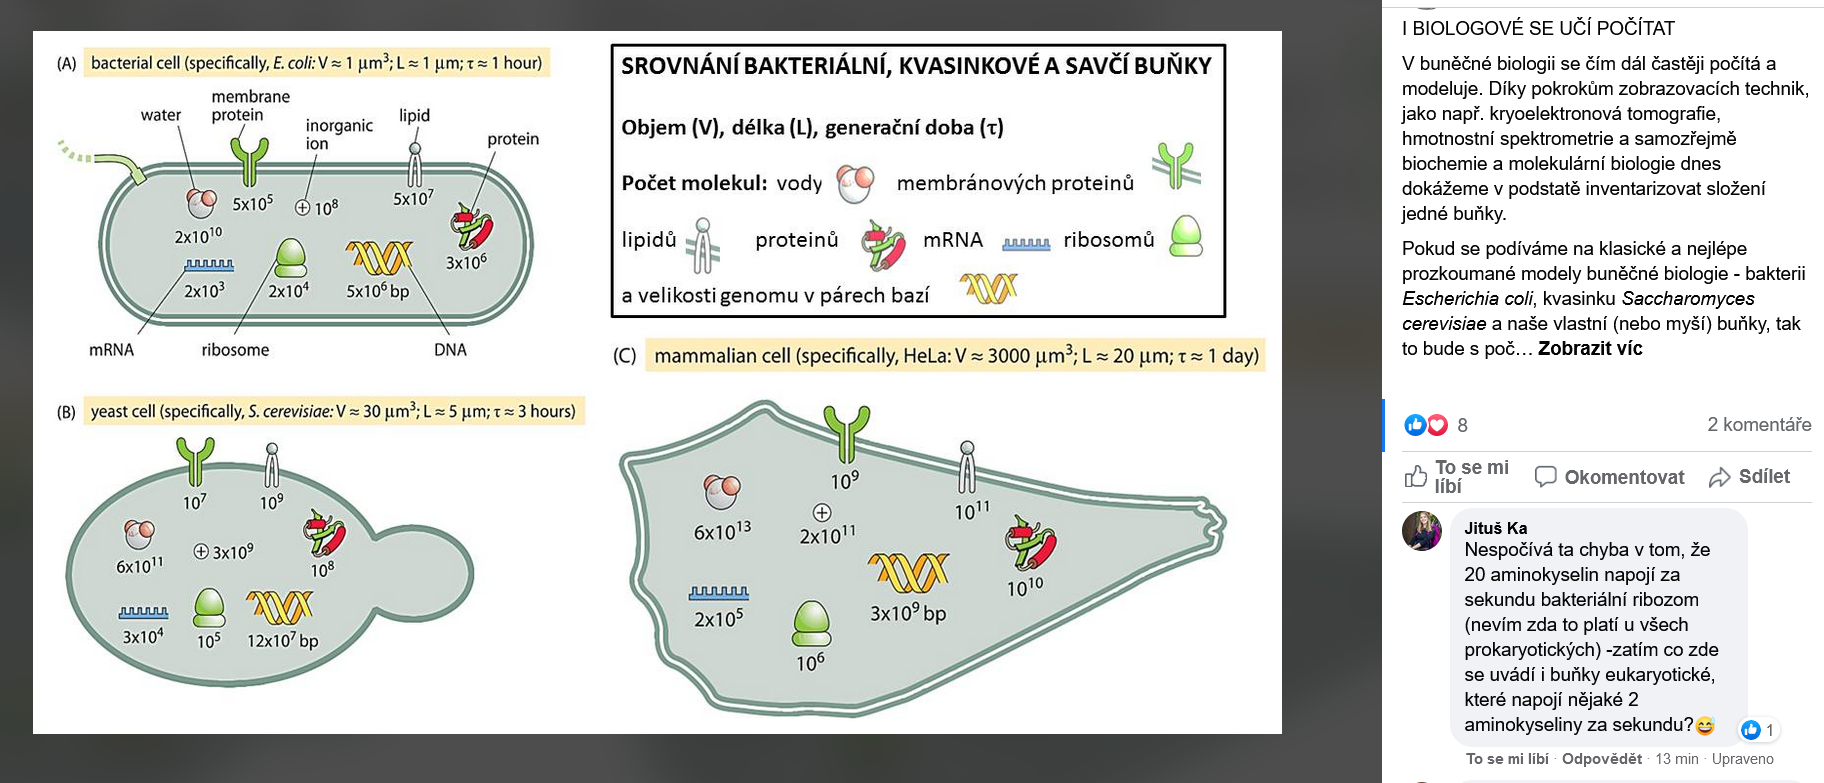 (A) bacterial cell (specifically, E. coli: V ≈ 1 µm³; L ≈ 1 µm; τ ≈ 1 hour)
water
membrane
protein
inorganic
ion
lipid
protein
5x10⁵
10⁸
5x10⁷
2x10¹⁰
3x10⁶
2x10³
2x10⁴
5x10⁶ bp
mRNA
ribosome
DNA
SROVNÁNÍ BAKTERIÁLNÍ, KVASINKOVÉ A SAVČÍ BUŇKY
Objem (V), délka (L), generační doba (τ)
Počet molekul: vody membránových proteinů
lipidů proteinů mRNA ribosomů
a velikosti genomu v párech bazí
(B) yeast cell (specifically, S. cerevisiae: V ≈ 30 µm³; L ≈ 5 µm; τ ≈ 3 hours)
10⁷
10⁹
6x10¹¹
3x10⁹
10⁸
3x10⁴
10⁵
12x10⁷ bp
(C) mammalian cell (specifically, HeLa: V ≈ 3000 µm³; L ≈ 20 µm; τ ≈ 1 day)
10⁹
6x10¹³
2x10¹¹
10¹¹
2x10⁵
10⁶
3x10⁹ bp
10¹⁰
I BIOLOGOVÉ SE UČÍ POČÍTAT
V buněčné biologii se čím dál častěji počítá a
modeluje. Díky pokrokům zobrazovacích technik,
jako např. kryoelektronová tomografie,
hmotnostní spektrometrie a samozřejmě
biochemie a molekulární biologie dnes
dokážeme v podstatě inventarizovat složení
jedné buňky.
Pokud se podíváme na klasické a nejlépe
prozkoumané modely buněčné biologie - bakterii
Escherichia coli, kvasinku Saccharomyces
cerevisiae a naše vlastní (nebo myší) buňky, tak
to bude s poč… Zobrazit víc
8
2 komentáře
To se mi
líbí
Okomentovat
Sdílet
Jituš Ka
Nespočívá ta chyba v tom, že
20 aminokyselin napojí za
sekundu bakteriální ribozom
(nevím zda to platí u všech
prokaryotických) -zatím co zde
se uvádí i buňky eukaryotické,
které napojí nějaké 2
aminokyseliny za sekundu?😅
1
To se mi líbí · Odpovědět · 13 min · Upraveno